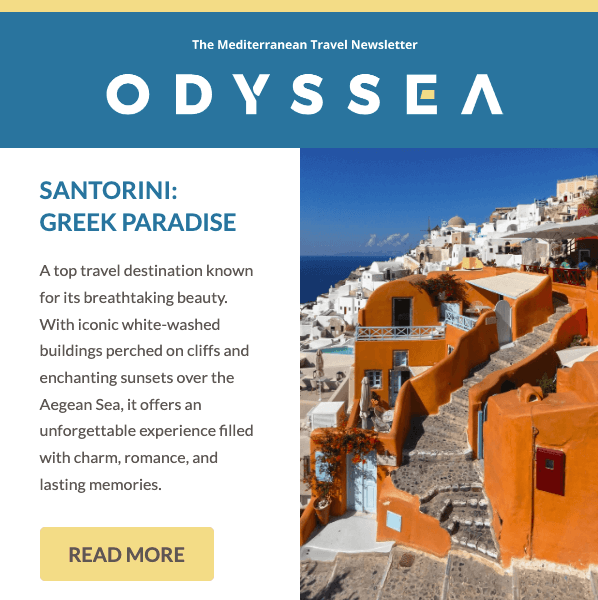 The Mediterranean Travel Newsletter
ODYSSEA
SANTORINI:
GREEK PARADISE
A top travel destination known
for its breathtaking beauty.
With iconic white-washed
buildings perched on cliffs and
enchanting sunsets over the
Aegean Sea, it offers an
unforgettable experience filled
with charm, romance, and
lasting memories.
READ MORE